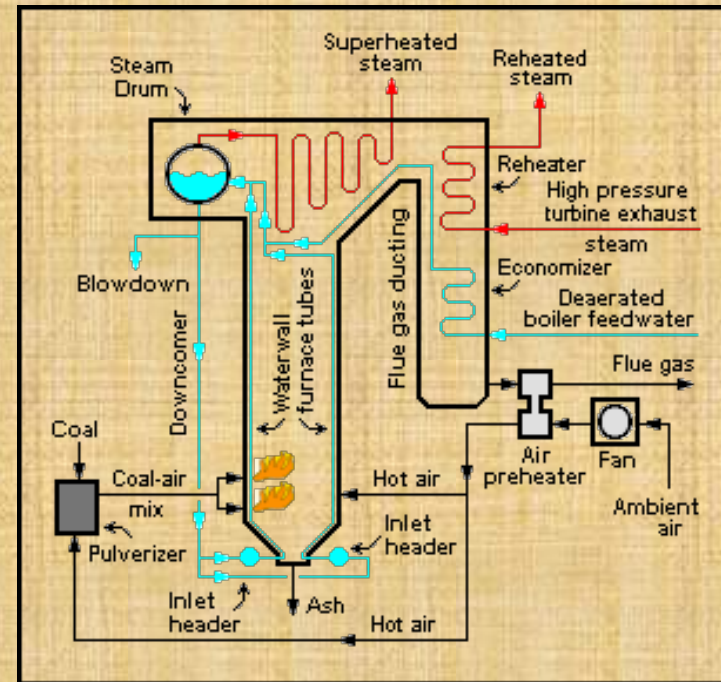 Superheated
steam
Reheated
steam
Steam
Drum
Reheater
High pressure
turbine exhaust
steam
Economizer
Deaerated
boiler feedwater
Flue gas ducting
Blowdown
Downcomer
Waterwall
furnace tubes
Flue gas
Coal
Coal-air
mix
Pulverizer
Hot air
Air
preheater
Fan
Ambient
air
Inlet
header
Inlet
header
Ash
Hot air